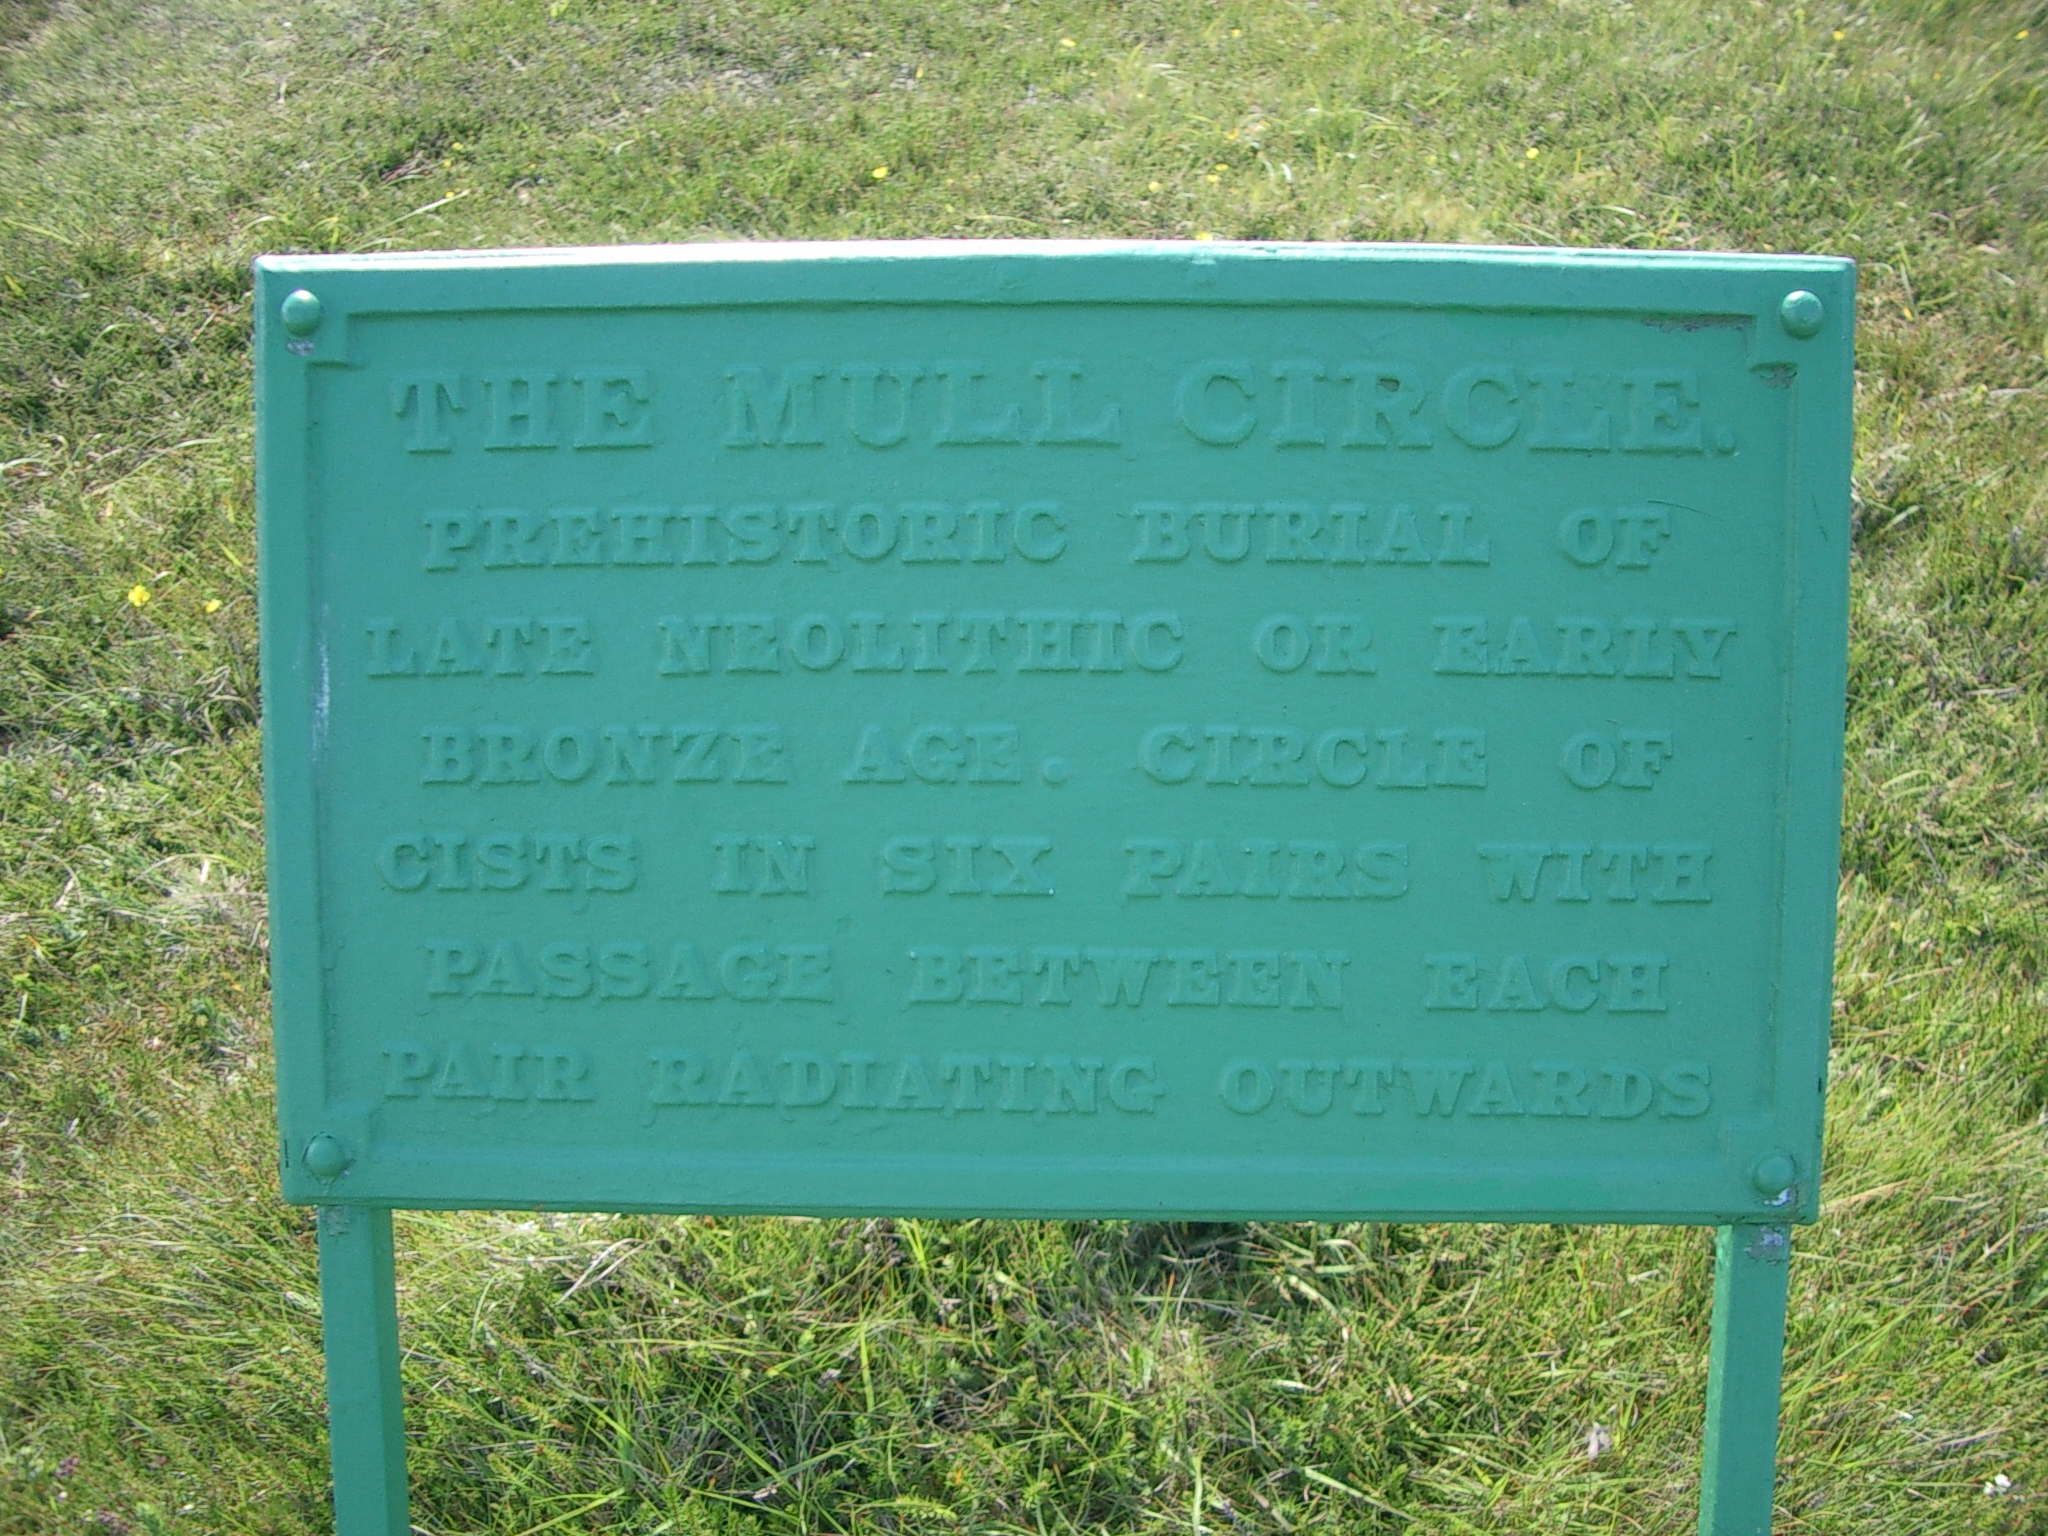 THE MULL CIRCLE.
PREHISTORIC BURIAL OF
LATE NEOLITHIC OR EARLY
BRONZE AGE. CIRCLE OF
CISTS IN SIX PAIRS WITH
PASSAGE BETWEEN EACH
PAIR RADIATING OUTWARDS